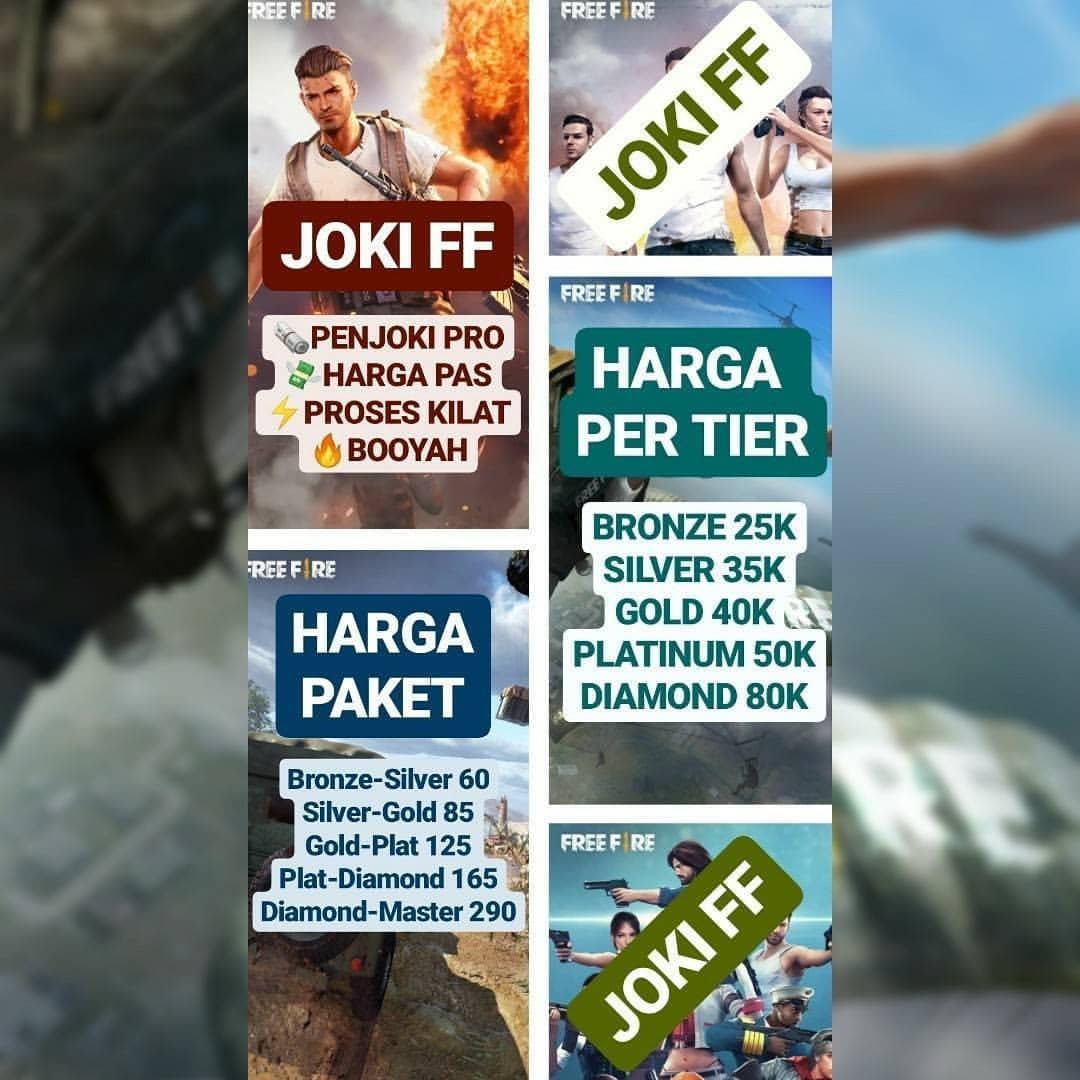 FREE FIRE
JOKI FF
PENJOKI PRO
HARGA PAS
PROSES KILAT
BOOYAH
FREE FIRE
HARGA
PAKET
Bronze-Silver 60
Silver-Gold 85
Gold-Plat 125
Plat-Diamond 165
Diamond-Master 290
FREE FIRE
JOKI FF
FREE FIRE
HARGA
PER TIER
BRONZE 25K
SILVER 35K
GOLD 40K
PLATINUM 50K
DIAMOND 80K
FREE FIRE
JOKI FF